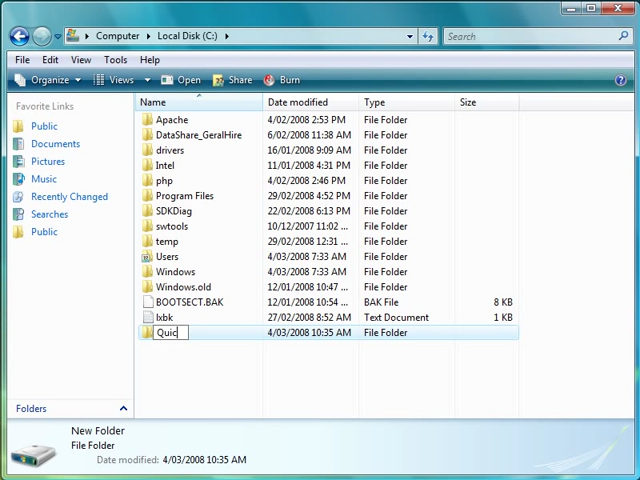 Computer ▸ Local Disk (C:) ▸ Search
File Edit View Tools Help
Organize Views Open Share Burn
Favorite Links
Public
Documents
Pictures
Music
Recently Changed
Searches
Public
Folders
Name Date modified Type Size
Apache 4/02/2008 2:53 PM File Folder
DataShare_GeralHire 6/02/2008 11:38 AM File Folder
drivers 16/01/2008 9:09 AM File Folder
Intel 11/01/2008 4:31 PM File Folder
php 4/02/2008 2:46 PM File Folder
Program Files 29/02/2008 4:52 PM File Folder
SDKDiag 22/02/2008 6:13 PM File Folder
swtools 10/12/2007 11:02 ... File Folder
temp 29/02/2008 12:31 ... File Folder
Users 4/03/2008 7:33 AM File Folder
Windows 4/03/2008 7:33 AM File Folder
Windows.old 12/01/2008 10:47 ... File Folder
BOOTSECT.BAK 12/01/2008 10:54 ... BAK File 8 KB
lxbk 27/02/2008 8:52 AM Text Document 1 KB
Quic 4/03/2008 10:35 AM File Folder
New Folder
File Folder
Date modified: 4/03/2008 10:35 AM